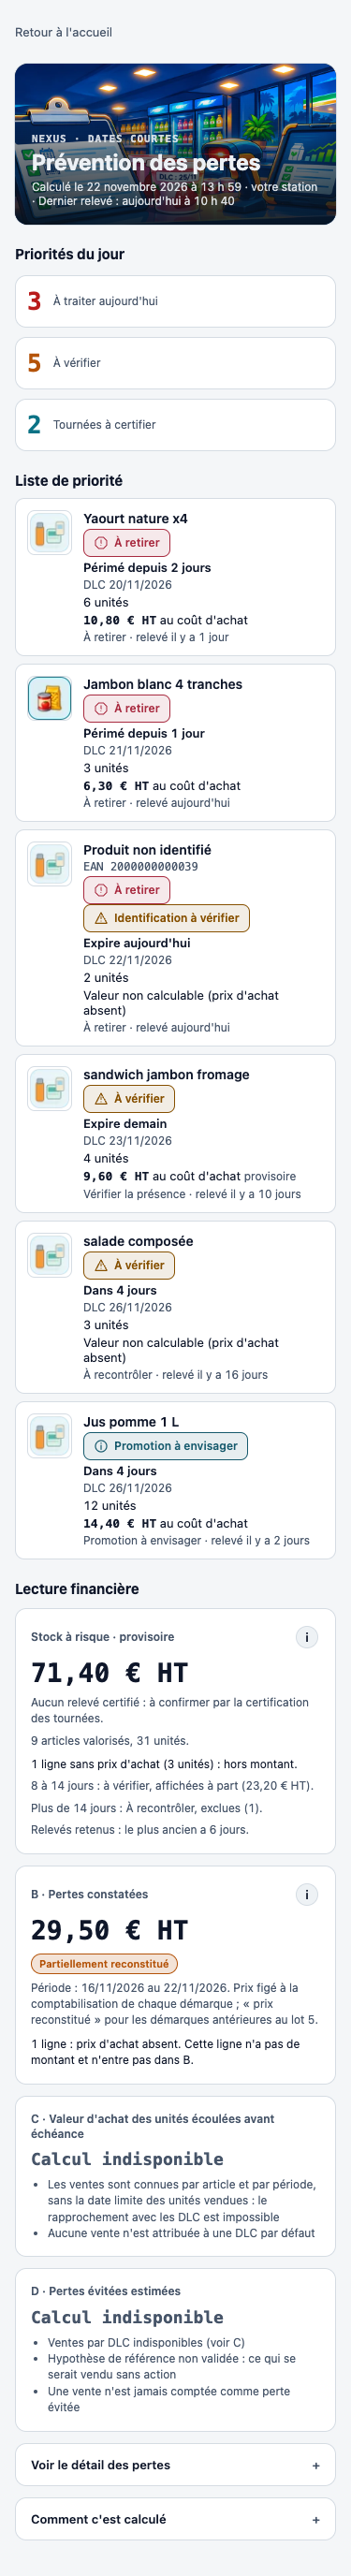 Retour à l'accueil
NEXUS · DATES COURTES
Prévention des pertes
Calculé le 22 novembre 2026 à 13 h 59 · votre station
· Dernier relevé : aujourd'hui à 10 h 40
DLC : 25/11
Priorités du jour
3 À traiter aujourd'hui
5 À vérifier
2 Tournées à certifier
Liste de priorité
Yaourt nature x4
À retirer
Périmé depuis 2 jours
DLC 20/11/2026
6 unités
10,80 € HT au coût d'achat
À retirer · relevé il y a 1 jour
Jambon blanc 4 tranches
À retirer
Périmé depuis 1 jour
DLC 21/11/2026
3 unités
6,30 € HT au coût d'achat
À retirer · relevé aujourd'hui
Produit non identifié
EAN 2000000000039
À retirer
Identification à vérifier
Expire aujourd'hui
DLC 22/11/2026
2 unités
Valeur non calculable (prix d'achat
absent)
À retirer · relevé aujourd'hui
sandwich jambon fromage
À vérifier
Expire demain
DLC 23/11/2026
4 unités
9,60 € HT au coût d'achat provisoire
Vérifier la présence · relevé il y a 10 jours
salade composée
À vérifier
Dans 4 jours
DLC 26/11/2026
3 unités
Valeur non calculable (prix d'achat
absent)
À recontrôler · relevé il y a 16 jours
Jus pomme 1 L
Promotion à envisager
Dans 4 jours
DLC 26/11/2026
12 unités
14,40 € HT au coût d'achat
Promotion à envisager · relevé il y a 2 jours
Lecture financière
Stock à risque · provisoire
i
71,40 € HT
Aucun relevé certifié : à confirmer par la certification
des tournées.
9 articles valorisés, 31 unités.
1 ligne sans prix d'achat (3 unités) : hors montant.
8 à 14 jours : à vérifier, affichées à part (23,20 € HT).
Plus de 14 jours : À recontrôler, exclues (1).
Relevés retenus : le plus ancien a 6 jours.
B · Pertes constatées
i
29,50 € HT
Partiellement reconstitué
Période : 16/11/2026 au 22/11/2026. Prix figé à la
comptabilisation de chaque démarque ; « prix
reconstitué » pour les démarques antérieures au lot 5.
1 ligne : prix d'achat absent. Cette ligne n'a pas de
montant et n'entre pas dans B.
C · Valeur d'achat des unités écoulées avant
échéance
Calcul indisponible
• Les ventes sont connues par article et par période,
sans la date limite des unités vendues : le
rapprochement avec les DLC est impossible
• Aucune vente n'est attribuée à une DLC par défaut
D · Pertes évitées estimées
Calcul indisponible
• Ventes par DLC indisponibles (voir C)
• Hypothèse de référence non validée : ce qui se
serait vendu sans action
• Une vente n'est jamais comptée comme perte
évitée
Voir le détail des pertes +
Comment c'est calculé +